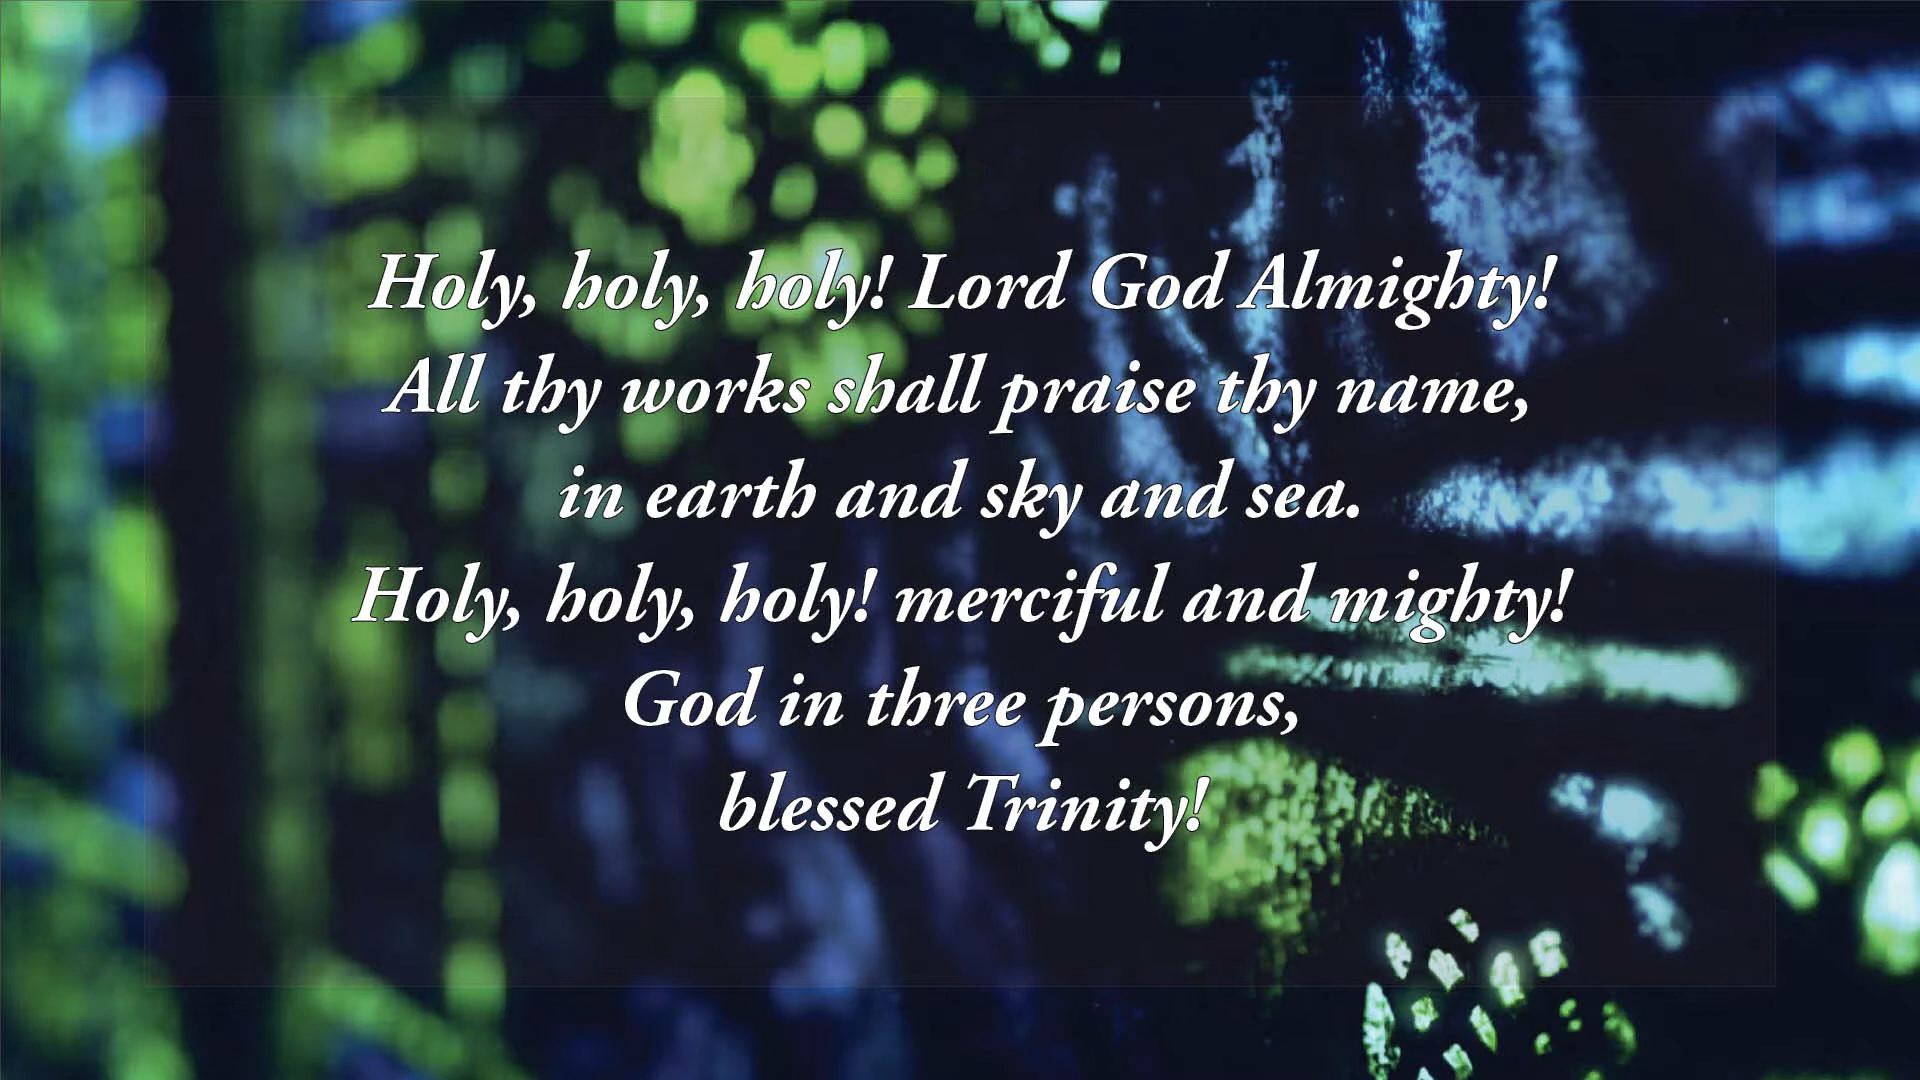 Holy, holy, holy! Lord God Almighty!
All thy works shall praise thy name,
in earth and sky and sea.
Holy, holy, holy! merciful and mighty!
God in three persons,
blessed Trinity!